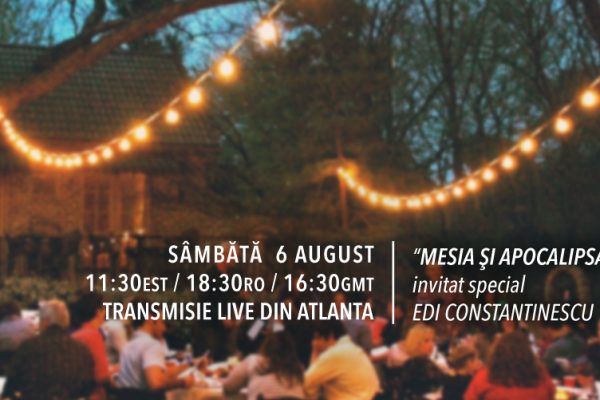 SÂMBĂTĂ 6 AUGUST
11:30EST / 18:30RO / 16:30GMT
TRANSMISIE LIVE DIN ATLANTA
“MESIA ŞI APOCALIPSA
invitat special
EDI CONSTANTINESCU